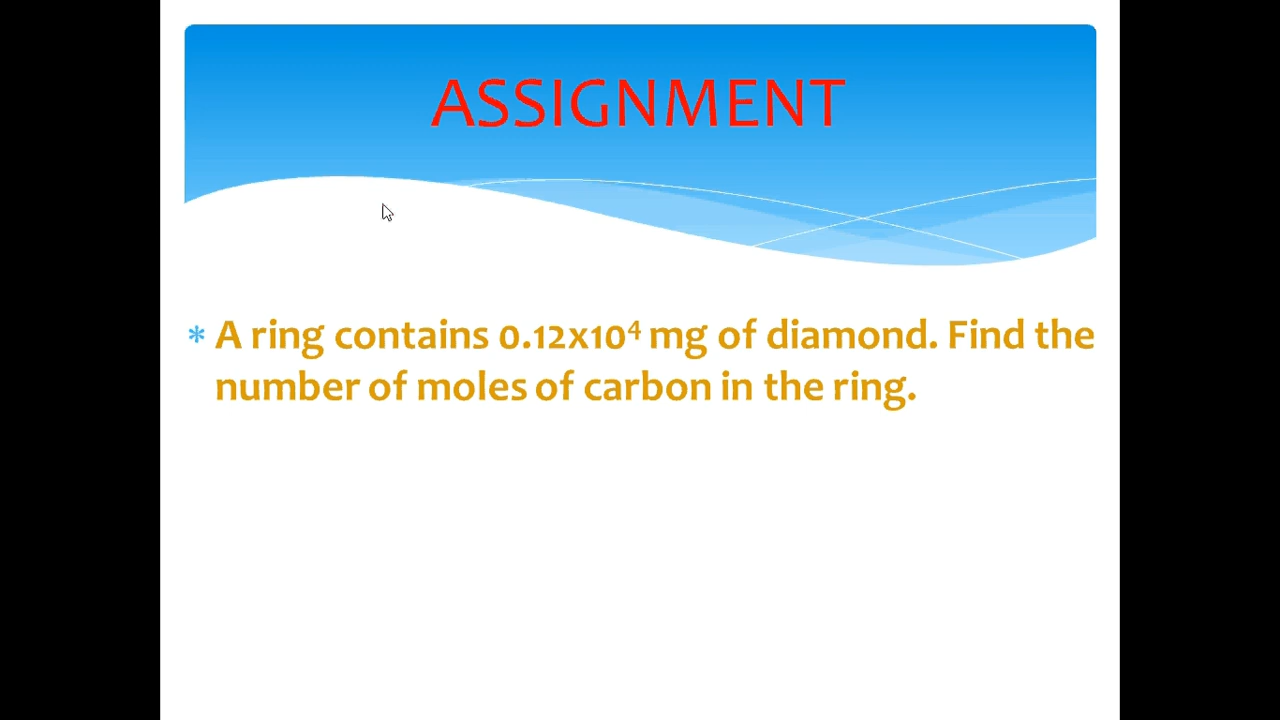 ASSIGNMENT
* A ring contains 0.12x10⁴ mg of diamond. Find the
number of moles of carbon in the ring.